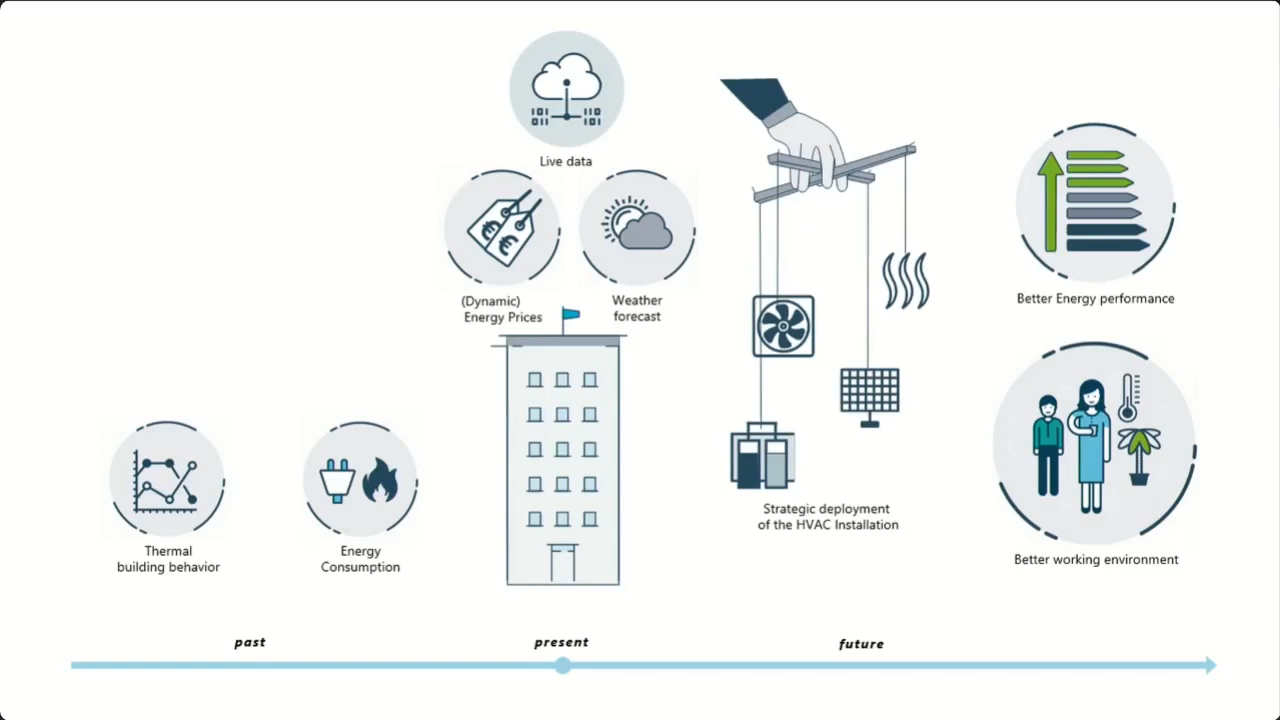 Live data
(Dynamic)
Energy Prices
Weather
forecast
Thermal
building behavior
Energy
Consumption
Strategic deployment
of the HVAC Installation
Better Energy performance
Better working environment
past
present
future